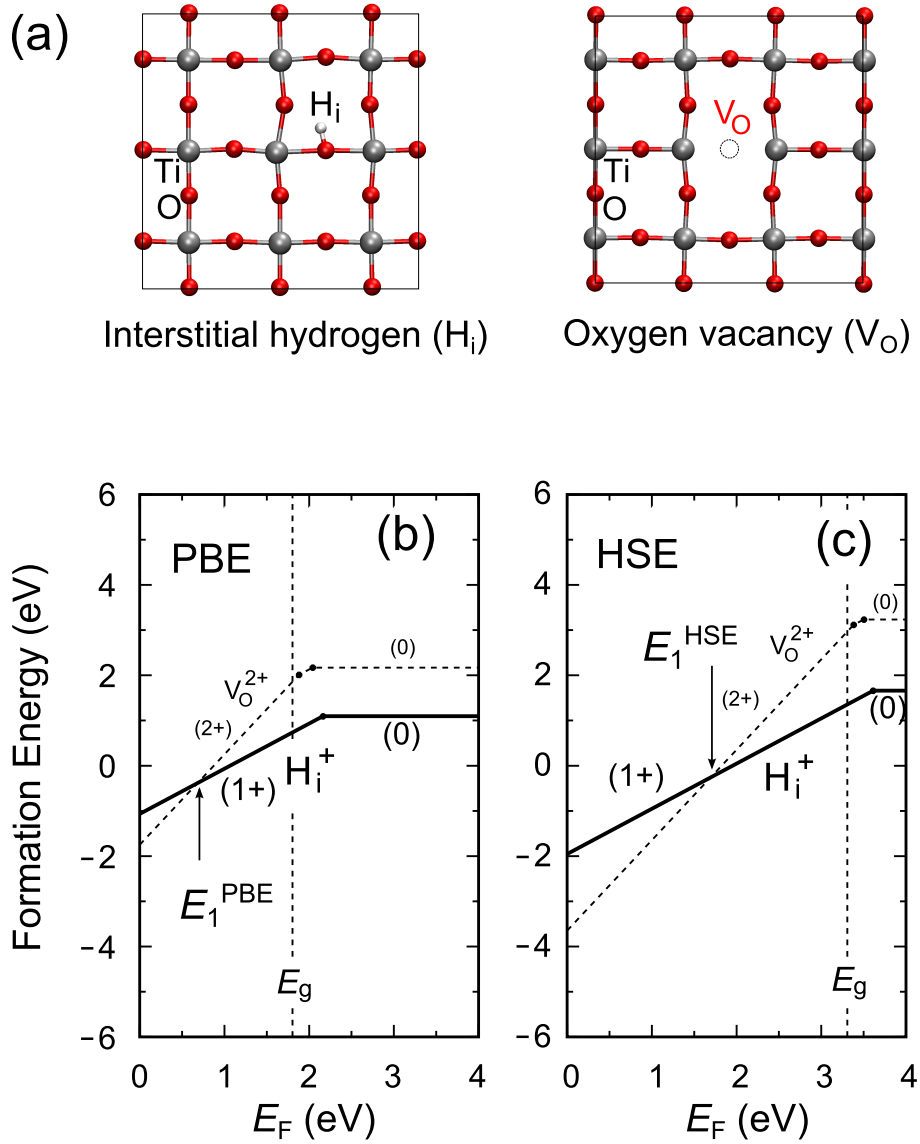 (a)
H_i
Ti
O
Interstitial hydrogen (H_i)
V_O
Ti
O
Oxygen vacancy (V_O)
Formation Energy (eV)
6
4
2
0
−2
−4
−6
PBE
(b)
(0)
V_O^2+
(2+)
(1+)
H_i^+
(0)
E_1^PBE
E_g
0 1 2 3 4
E_F (eV)
6
4
2
0
−2
−4
−6
HSE
(c)
(0)
E_1^HSE
V_O^2+
(2+)
(1+)
H_i^+
(0)
E_g
0 1 2 3 4
E_F (eV)